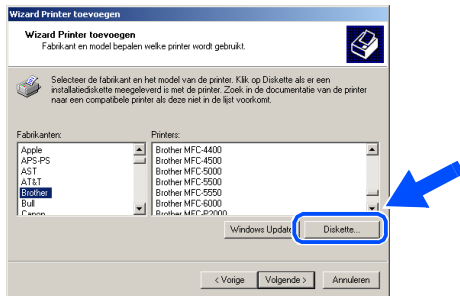 Wizard Printer toevoegen
Wizard Printer toevoegen
Fabrikant en model bepalen welke printer wordt gebruikt.
Selecteer de fabrikant en het model van de printer. Klik op Diskette als er een
installatiediskette meegeleverd is met de printer. Zoek in de documentatie van de printer
naar een compatibele printer als deze niet in de lijst voorkomt.
Fabrikanten:
Apple
APS-PS
AST
AT&T
Brother
Bull
Canon
Printers:
Brother MFC-4400
Brother MFC-4500
Brother MFC-5000
Brother MFC-5500
Brother MFC-5550
Brother MFC-6000
Brother MFC-P2000
Windows Update
Diskette...
< Vorige
Volgende >
Annuleren